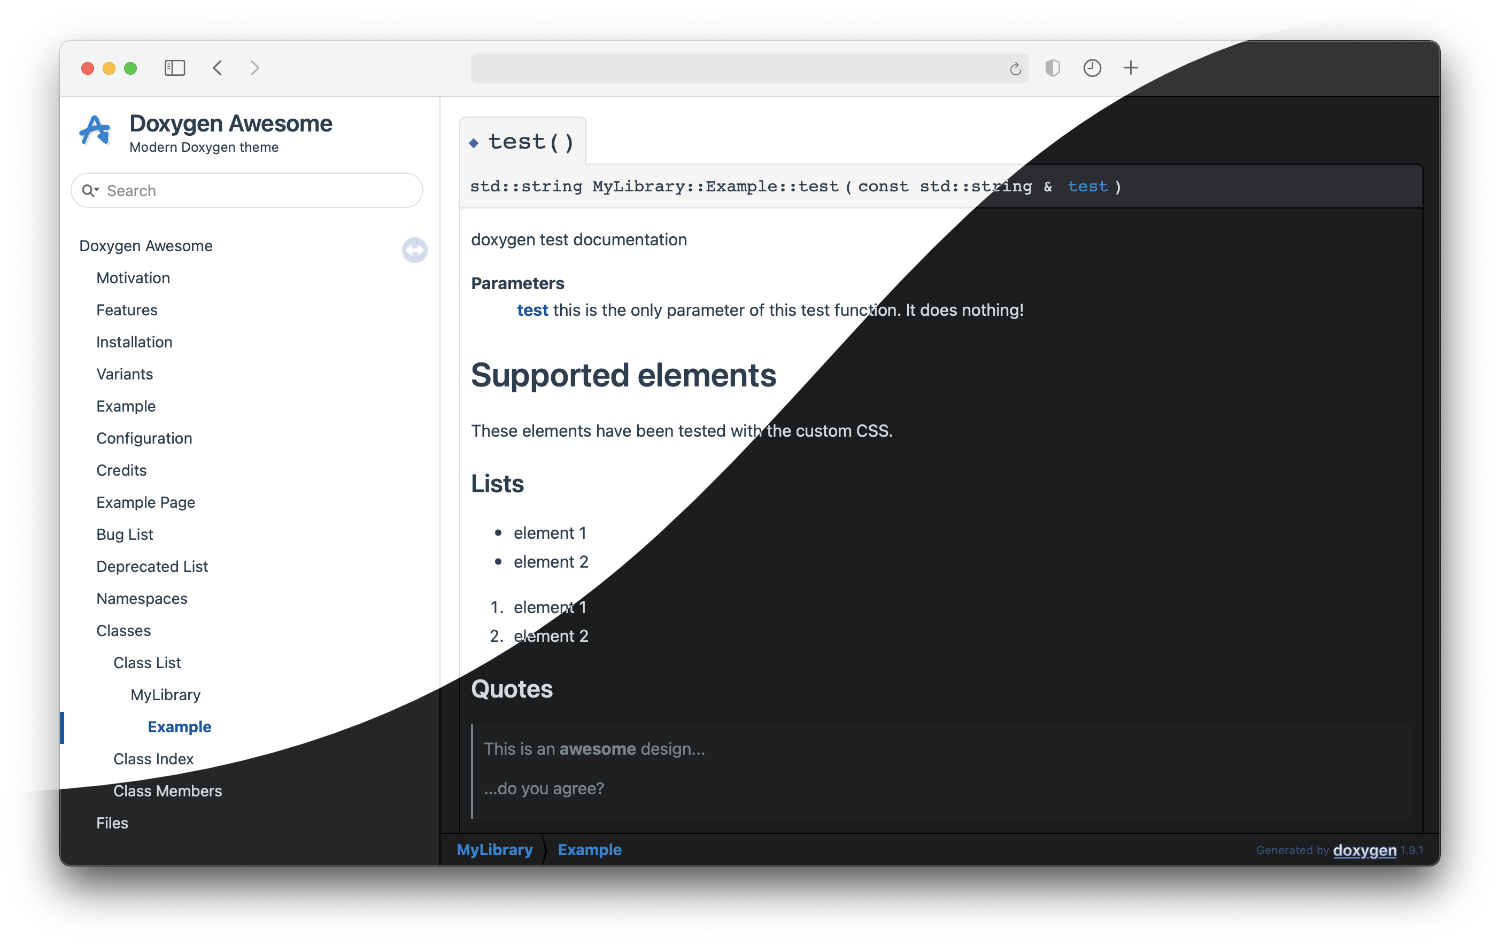 Doxygen Awesome
Modern Doxygen theme
Search
Doxygen Awesome
Motivation
Features
Installation
Variants
Example
Configuration
Credits
Example Page
Bug List
Deprecated List
Namespaces
Classes
Class List
MyLibrary
Example
Class Index
Class Members
Files
◆ test()
std::string MyLibrary::Example::test ( const std::string & test )
doxygen test documentation
Parameters
test this is the only parameter of this test function. It does nothing!
Supported elements
These elements have been tested with the custom CSS.
Lists
• element 1
• element 2
1. element 1
2. element 2
Quotes
This is an awesome design...
...do you agree?
MyLibrary Example
Generated by doxygen 1.9.1